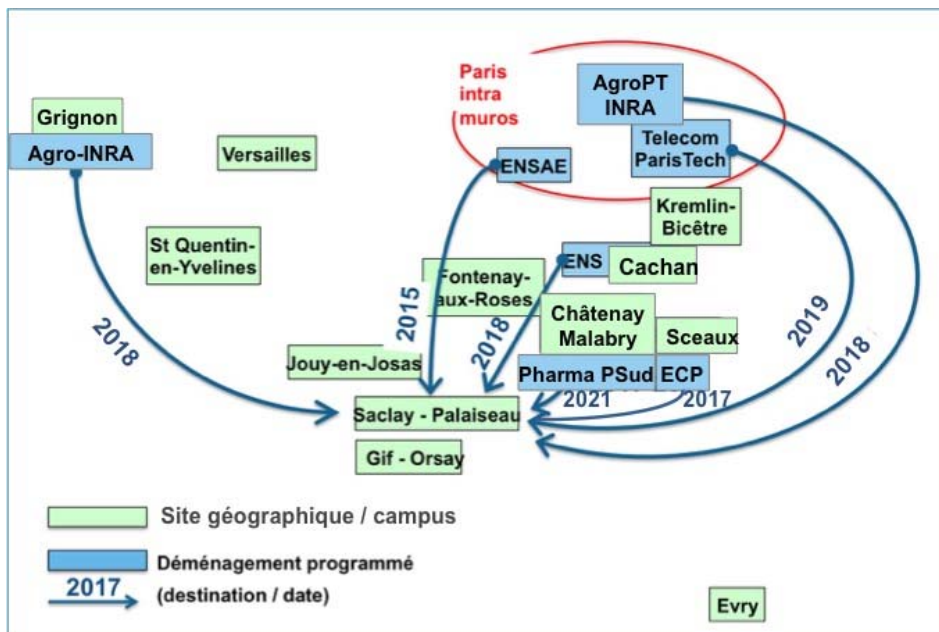 Paris
intra
muros
AgroPT
INRA
Grignon
Agro-INRA
Versailles
ENSAE
Telecom
ParisTech
Kremlin-
Bicêtre
St Quentin-
en-Yvelines
ENS
Cachan
Fontenay-
aux-Roses
2015
2018
Châtenay
Malabry
Sceaux
2019
2018
2018
Jouy-en-Josas
Pharma PSud
ECP
2021
2017
Saclay - Palaiseau
Gif - Orsay
Site géographique / campus
Déménagement programmé
2017
(destination / date)
Evry